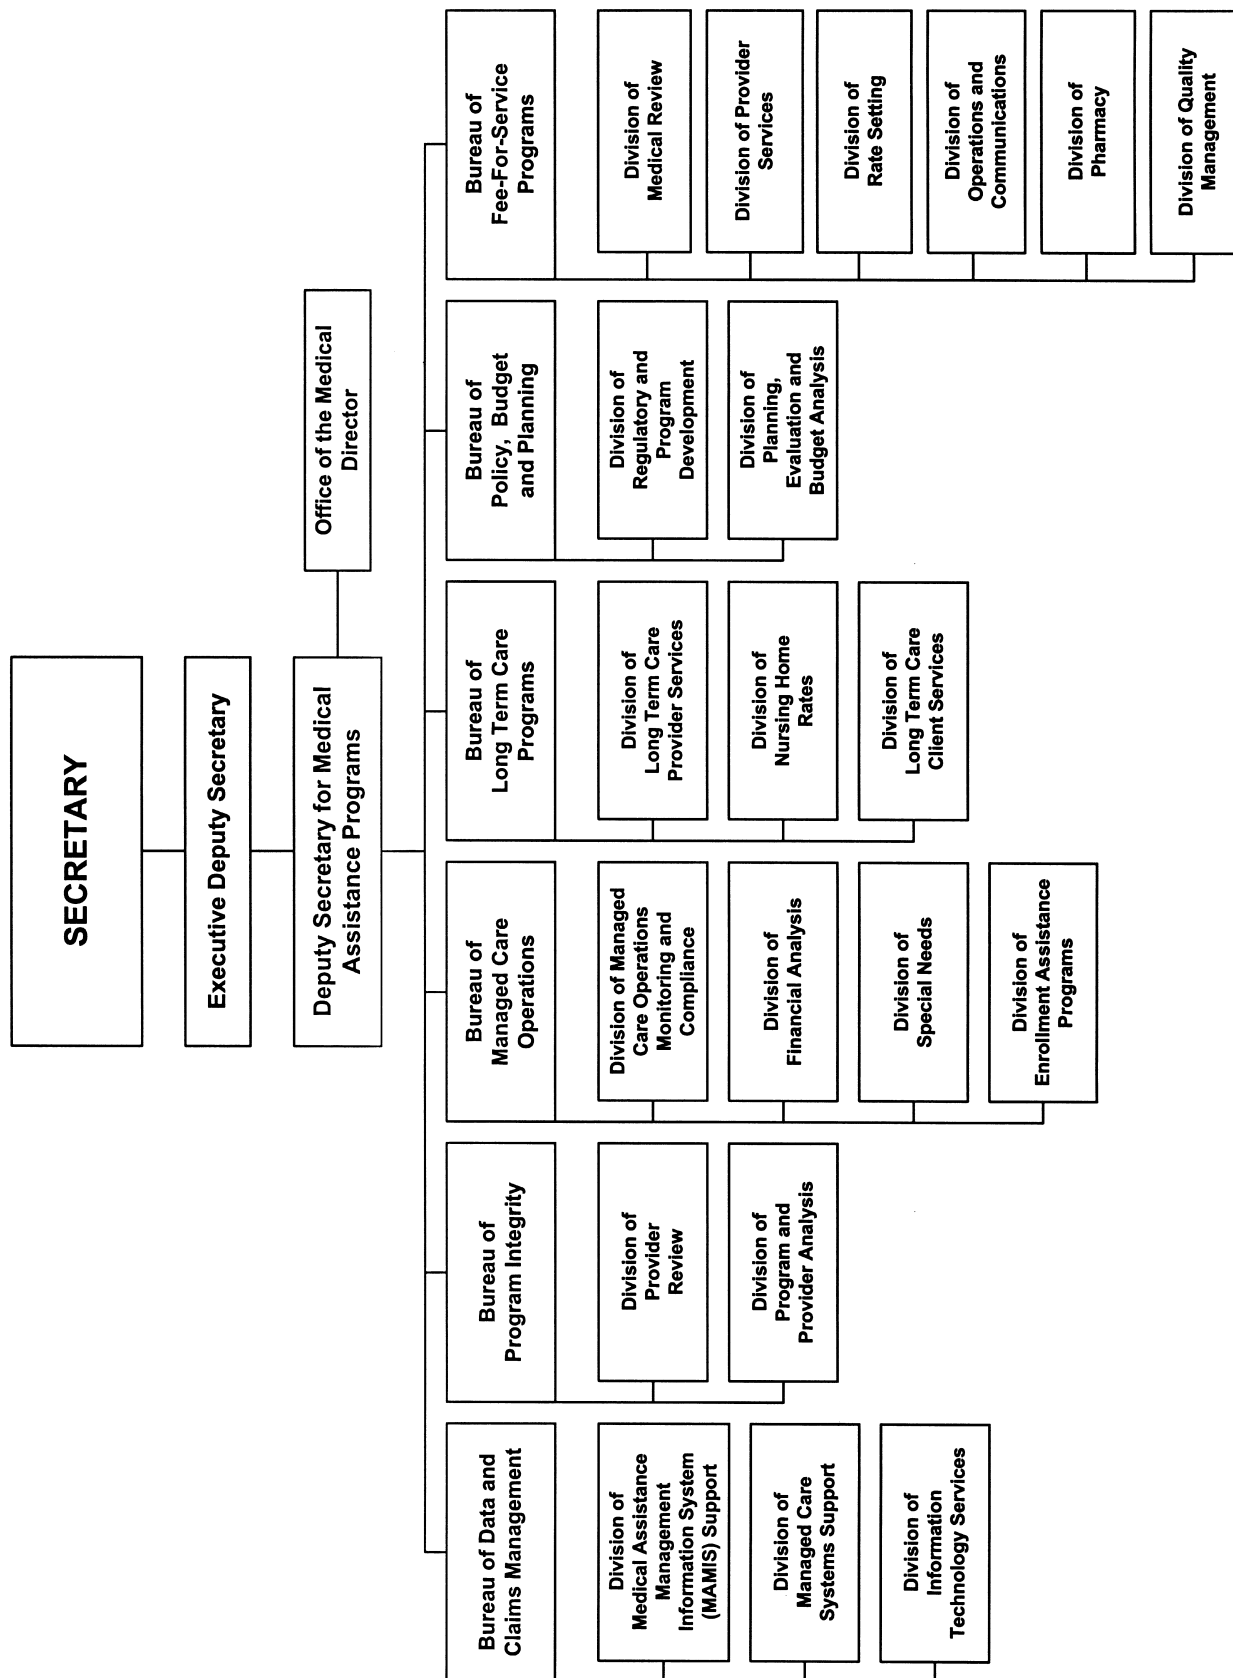 SECRETARY
Executive Deputy Secretary
Deputy Secretary for Medical
Assistance Programs
Office of the Medical
Director
Bureau of Data and
Claims Management
Division of
Medical Assistance
Management
Information System
(MAMIS) Support
Division of
Managed Care
Systems Support
Division of
Information
Technology Services
Bureau of
Program Integrity
Division of
Provider
Review
Division of
Program and
Provider Analysis
Bureau of
Managed Care
Operations
Division of Managed
Care Operations
Monitoring and
Compliance
Division of
Financial Analysis
Division of
Special Needs
Division of
Enrollment Assistance
Programs
Bureau of
Long Term Care
Programs
Division of
Long Term Care
Provider Services
Division of
Nursing Home
Rates
Division of
Long Term Care
Client Services
Bureau of
Policy, Budget
and Planning
Division of
Regulatory and
Program
Development
Division of
Planning,
Evaluation and
Budget Analysis
Bureau of
Fee-For-Service
Programs
Division of
Medical Review
Division of Provider
Services
Division of
Rate Setting
Division of
Operations and
Communications
Division of
Pharmacy
Division of Quality
Management